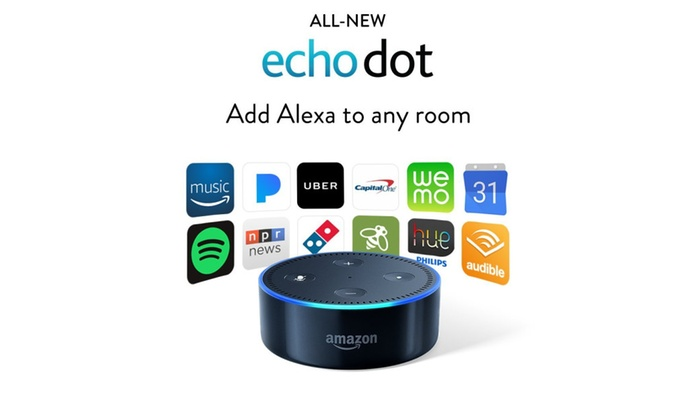 ALL-NEW
echo dot
Add Alexa to any room
music
UBER
Capital One
we
mo
31
npr
news
hue
PHILIPS
audible
amazon